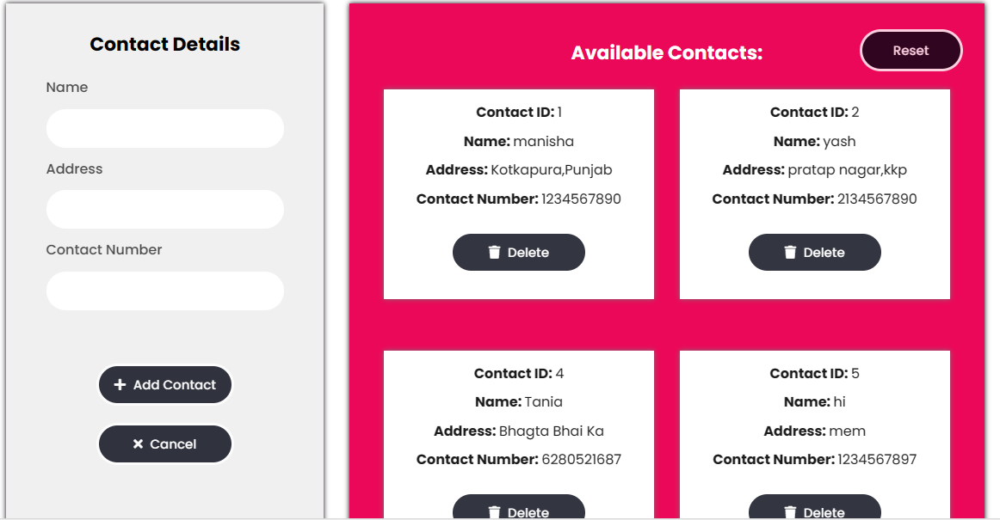 Contact Details
Name
Address
Contact Number
Add Contact
Cancel
Available Contacts:
Reset
Contact ID: 1
Name: manisha
Address: Kotkapura,Punjab
Contact Number: 1234567890
Delete
Contact ID: 2
Name: yash
Address: pratap nagar,kkp
Contact Number: 2134567890
Delete
Contact ID: 4
Name: Tania
Address: Bhagta Bhai Ka
Contact Number: 6280521687
Delete
Contact ID: 5
Name: hi
Address: mem
Contact Number: 1234567897
Delete